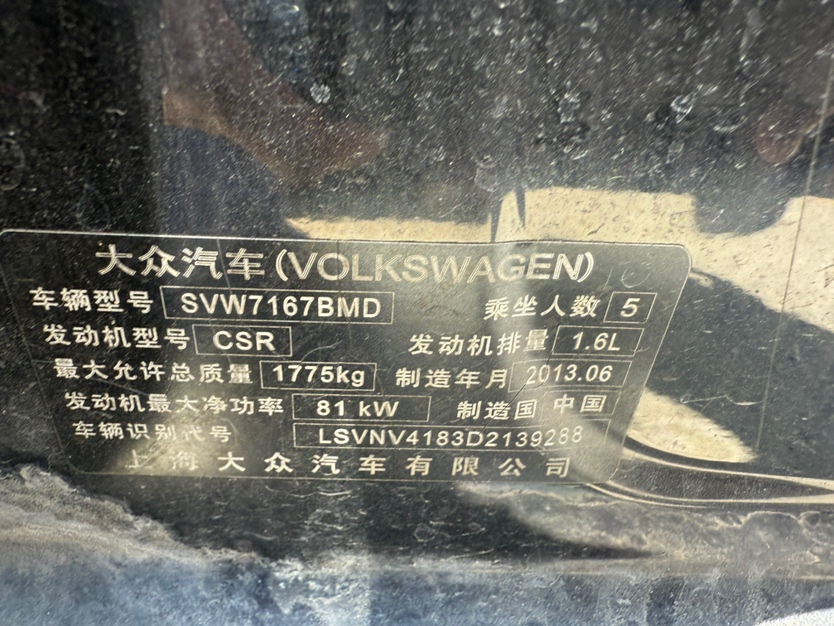 大众汽车(VOLKSWAGEN)
车辆型号 SVW7167BMD 乘坐人数 5
发动机型号 CSR 发动机排量 1.6L
最大允许总质量 1775kg 制造年月 2013.06
发动机最大净功率 81 kW 制造国 中国
车辆识别代号 LSVNV4183D2139288
上海大众汽车有限公司